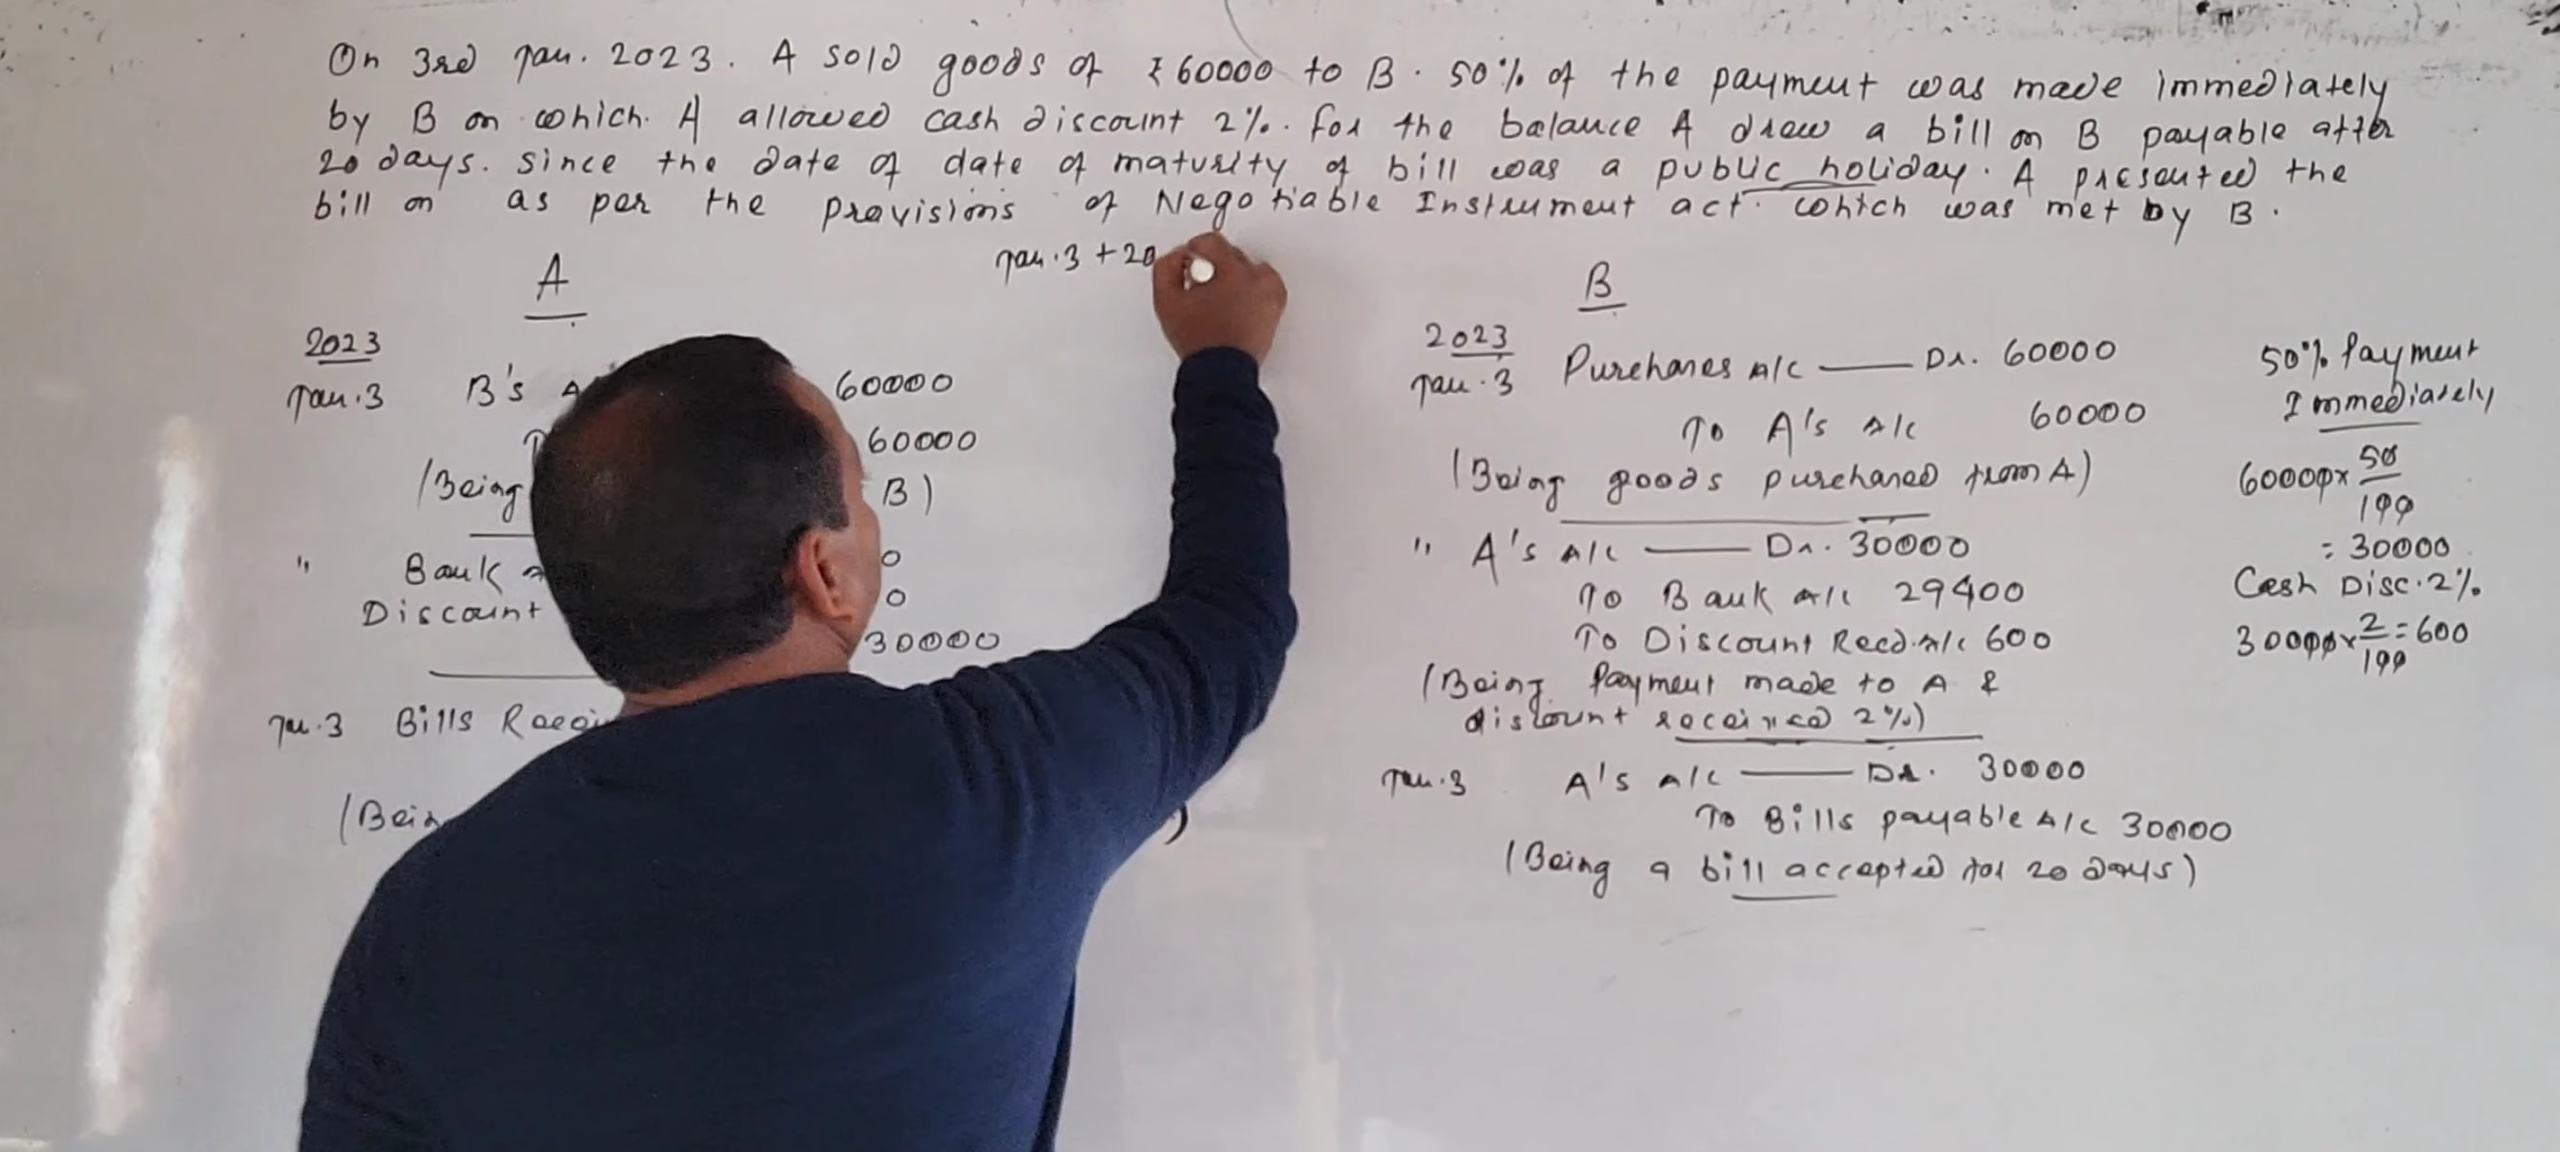 On 3rd Jan. 2023. A sold goods of ₹60000 to B. 50% of the payment was made immediately
by B on which. A allowed cash discount 2%. for the balance A drew a bill on B payable after
20 days. since the date of date of maturity of bill was a public holiday. A presented the
bill on as per the provisions of Negotiable Instrument act. which was met by B.
Jan.3 + 20
A
2023
Jan.3 B's 60000
60000
(Being B)
" Bank 0
Discount 0
30000
Jan.3 Bills
)
B
2023
Jan.3 Purchases A/c — Dr. 60000
To A's A/c 60000
(Being goods purchased from A)
" A's A/c — Dr. 30000
To Bank A/c 29400
To Discount Recd. A/c 600
(Being Payment made to A &
discount received 2%)
Jan.3 A's A/c — Dr. 30000
To Bills payable A/c 30000
(Being a bill accepted for 20 days)
50% Payment
Immediately
60000 x 50/100
= 30000
Cash Disc. 2%
30000 x 2/100 = 600